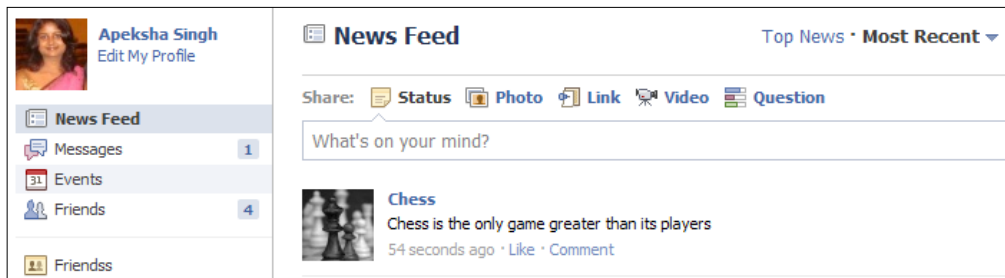 Apeksha Singh
Edit My Profile
News Feed
Messages 1
31 Events
Friends 4
Friendss
News Feed
Top News · Most Recent
Share: Status Photo Link Video Question
What's on your mind?
Chess
Chess is the only game greater than its players
54 seconds ago · Like · Comment